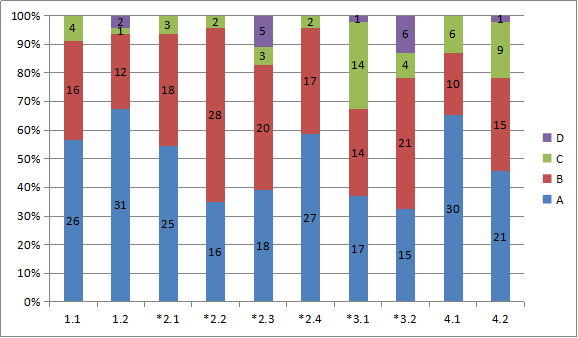 100%
90%
80%
70%
60%
50%
40%
30%
20%
10%
0%
4 2 1 3 2 5 3 2 1 6 4 6 1 9
16 12 18 28 20 17 14 14 21 10 15
26 31 25 16 18 27 17 15 30 21
1.1 1.2 *2.1 *2.2 *2.3 *2.4 *3.1 *3.2 4.1 4.2
D
C
B
A